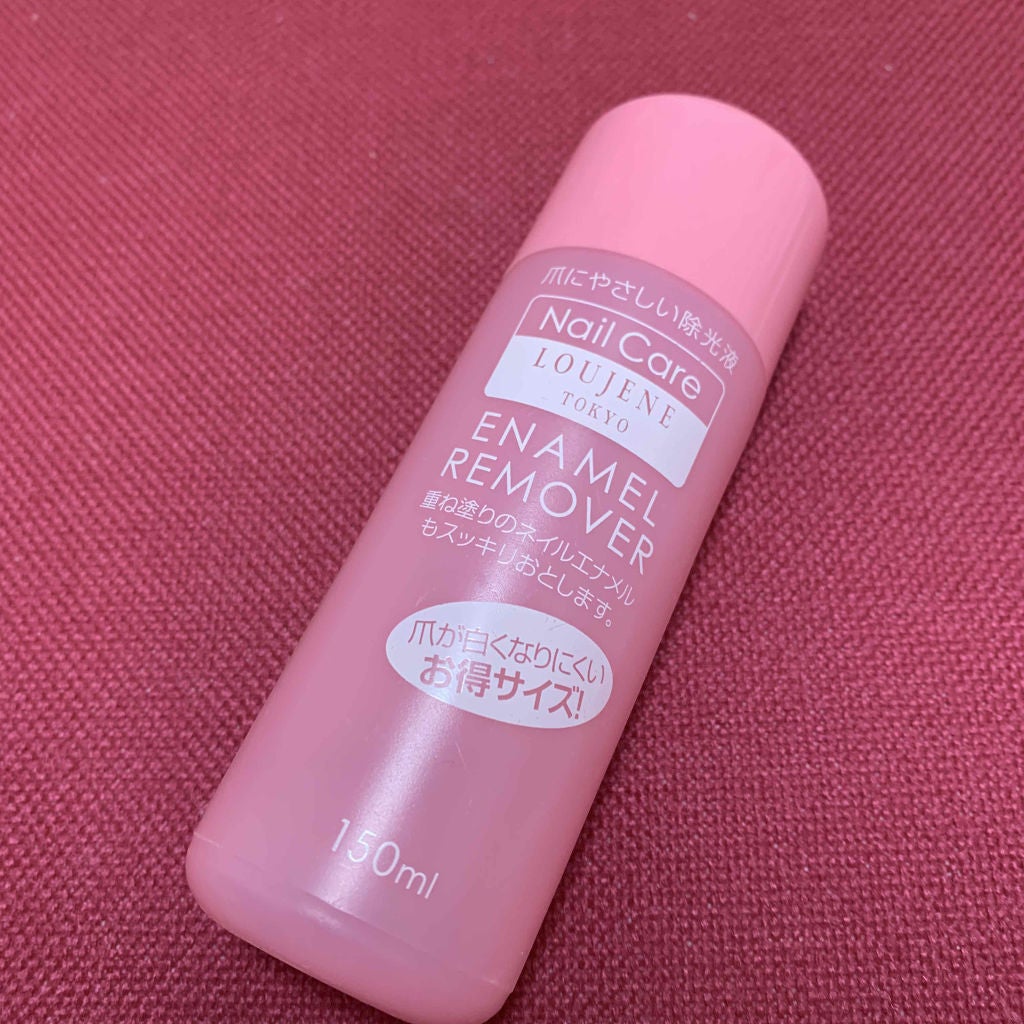 爪にやさしい除光液
Nail Care
LOUJENE
TOKYO
ENAMEL
REMOVER
重ね塗りのネイルエナメル
もスッキリおとします。
爪が白くなりにくい
お得サイズ!
150ml